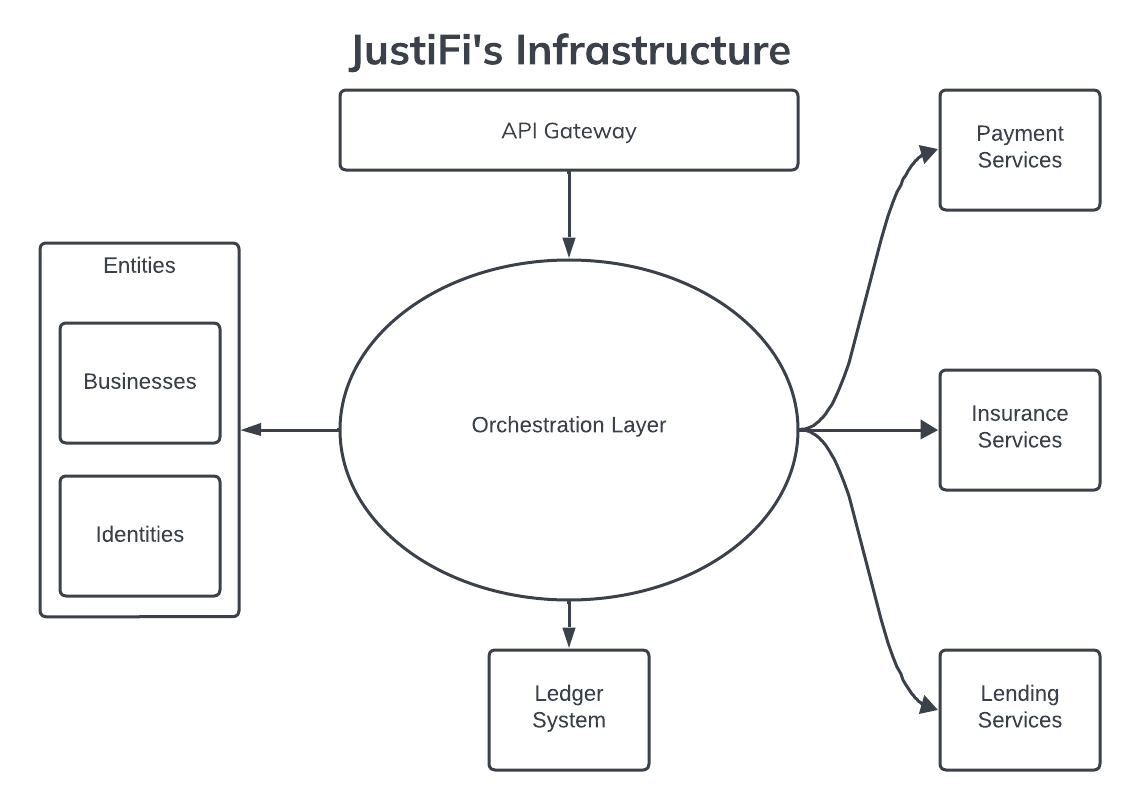 JustiFi's Infrastructure
API Gateway
Payment
Services
Entities
Businesses
Identities
Orchestration Layer
Insurance
Services
Ledger
System
Lending
Services